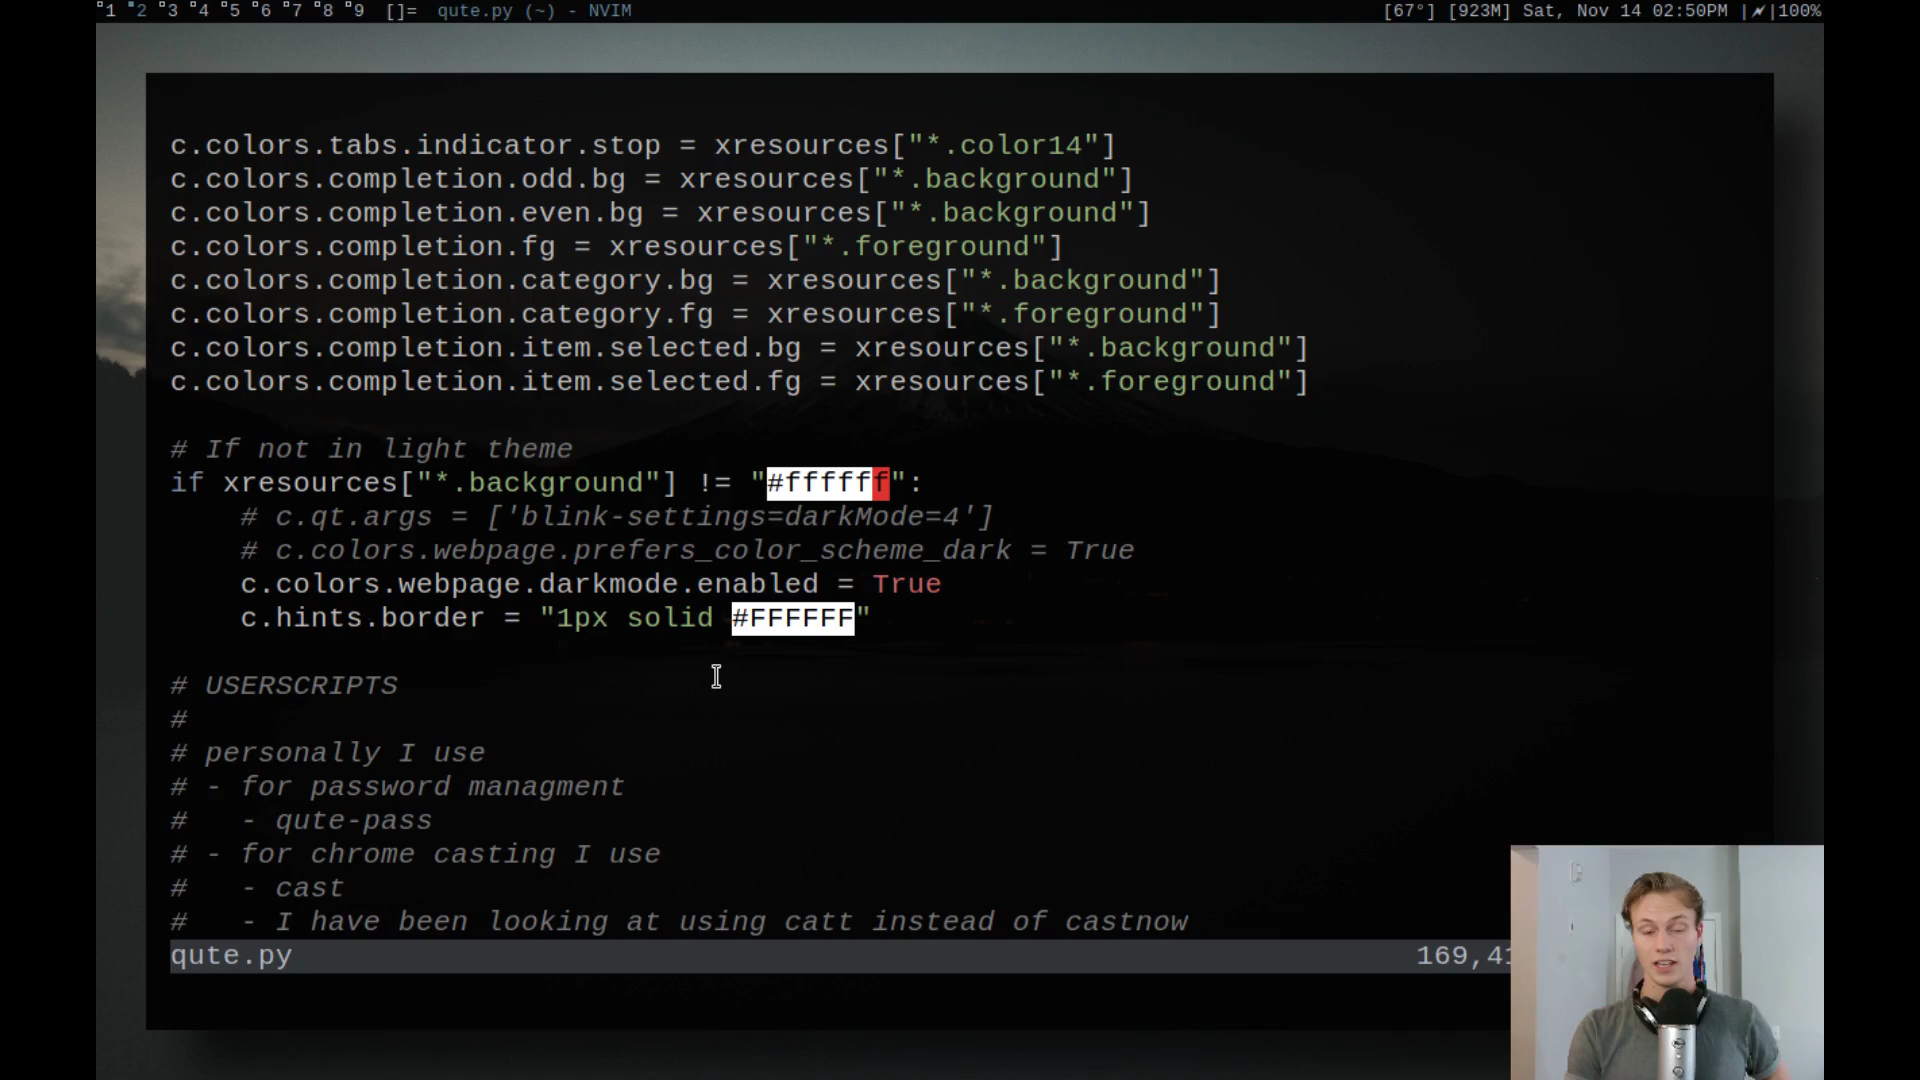 1 2 3 4 5 6 7 8 9 []= qute.py (~) - NVIM [67°] [923M] Sat, Nov 14 02:50PM | |100%
c.colors.tabs.indicator.stop = xresources["*.color14"]
c.colors.completion.odd.bg = xresources["*.background"]
c.colors.completion.even.bg = xresources["*.background"]
c.colors.completion.fg = xresources["*.foreground"]
c.colors.completion.category.bg = xresources["*.background"]
c.colors.completion.category.fg = xresources["*.foreground"]
c.colors.completion.item.selected.bg = xresources["*.background"]
c.colors.completion.item.selected.fg = xresources["*.foreground"]
# If not in light theme
if xresources["*.background"] != "#ffffff":
    # c.qt.args = ['blink-settings=darkMode=4']
    # c.colors.webpage.prefers_color_scheme_dark = True
    c.colors.webpage.darkmode.enabled = True
    c.hints.border = "1px solid #FFFFFF"
# USERSCRIPTS
#
# personally I use
# - for password managment
#   - qute-pass
# - for chrome casting I use
#   - cast
#   - I have been looking at using catt instead of castnow
qute.py 169,41